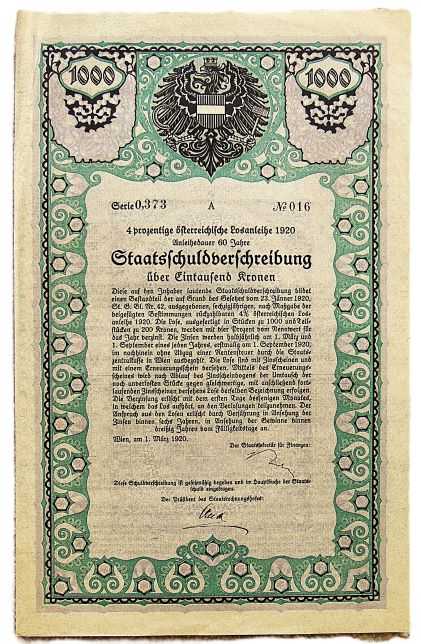 1000 1000
Serie 0,373 A № 016
4 prozentige österreichische Losanleihe 1920
Anleihedauer 60 Jahre
Staatsschuldverschreibung
über Eintausend Kronen
Diese auf den Inhaber lautende Staatsschuldverschreibung bildet
einen Bestandteil der auf Grund des Gesetzes vom 23. Jänner 1920,
St. G. Bl. Nr. 42, ausgegebenen, sechzigjährigen, nach Maßgabe der
beigefügten Bestimmungen rückzahlbaren 4% österreichischen Los-
anleihe 1920. Die Lose, ausgefertigt in Stücken zu 1000 und Teil-
stücken zu 200 Kronen, werden mit vier Prozent vom Nennwert für
das Jahr verzinst. Die Zinsen werden halbjährlich am 1. März und
1. September eines jeden Jahres, erstmalig am 1. September 1920,
im nachhinein ohne Abzug einer Rentensteuer durch die Staats-
zentralkasse in Wien ausbezahlt. Die Lose sind mit Zinsscheinen und
mit einem Erneuerungsschein versehen. Mittels des Erneuerungs-
scheines wird nach Ablauf des Zinsscheinbogens der Umtausch der
noch unverlosten Stücke gegen gleichwertige, mit anschließend fort-
laufenden Zinsscheinen versehene Lose derselben Bezeichnung erfolgen.
Die Verzinsung erlischt mit dem ersten Tage desjenigen Monates,
in welchem das Los aufhört, an den Verlosungen teilzunehmen. Der
Anspruch aus den Losen erlischt durch Verjährung in Ansehung der
Zinsen binnen sechs Jahren, in Ansehung der Gewinne binnen
dreißig Jahren vom Fälligkeitstage an.
Wien, am 1. März 1920.
Der Staatssekretär für Finanzen:
Diese Schuldverschreibung ist gesetzmäßig begeben und im Hauptbuche der Staats-
schuld eingetragen.
Der Präsident des Staatsrechnungshofes: